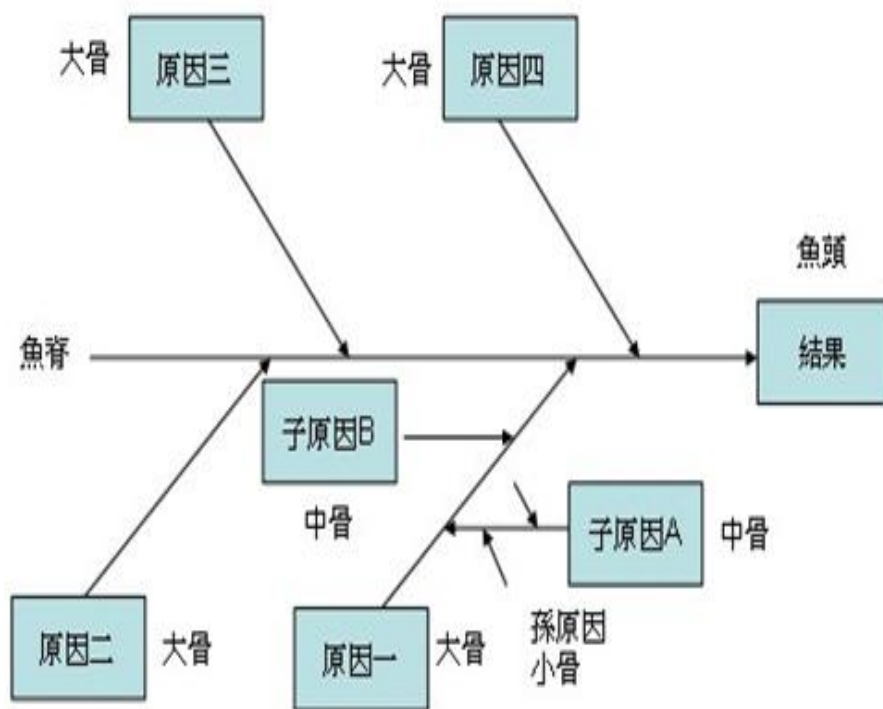 大骨
原因三
大骨
原因四
魚頭
魚脊
結果
子原因B
中骨
子原因A
中骨
原因二
大骨
原因一
大骨
孫原因
小骨